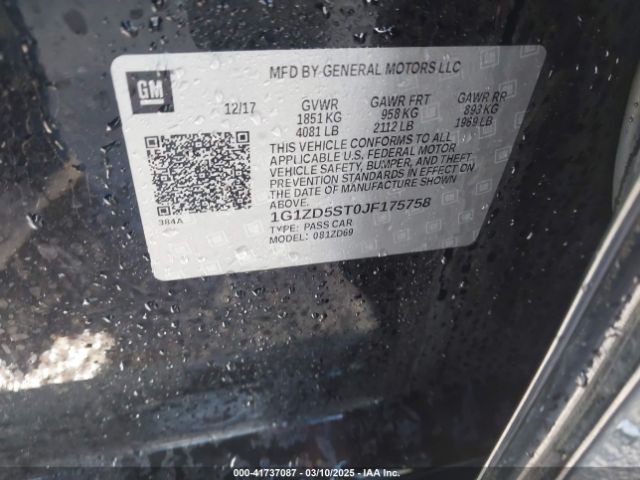 GM
MFD BY GENERAL MOTORS LLC
12/17 GVWR GAWR FRT GAWR RR
1851 KG 958 KG 893 KG
4081 LB 2112 LB 1969 LB
THIS VEHICLE CONFORMS TO ALL
APPLICABLE U.S. FEDERAL MOTOR
VEHICLE SAFETY, BUMPER, AND THEFT
PREVENTION STANDARDS IN EFFECT ON
THE DATE OF MANUFACTURE SHOWN
ABOVE.
384A
1G1ZD5ST0JF175758
TYPE: PASS CAR
MODEL: 081ZD69
000-41737087 - 03/10/2025 - IAA Inc.